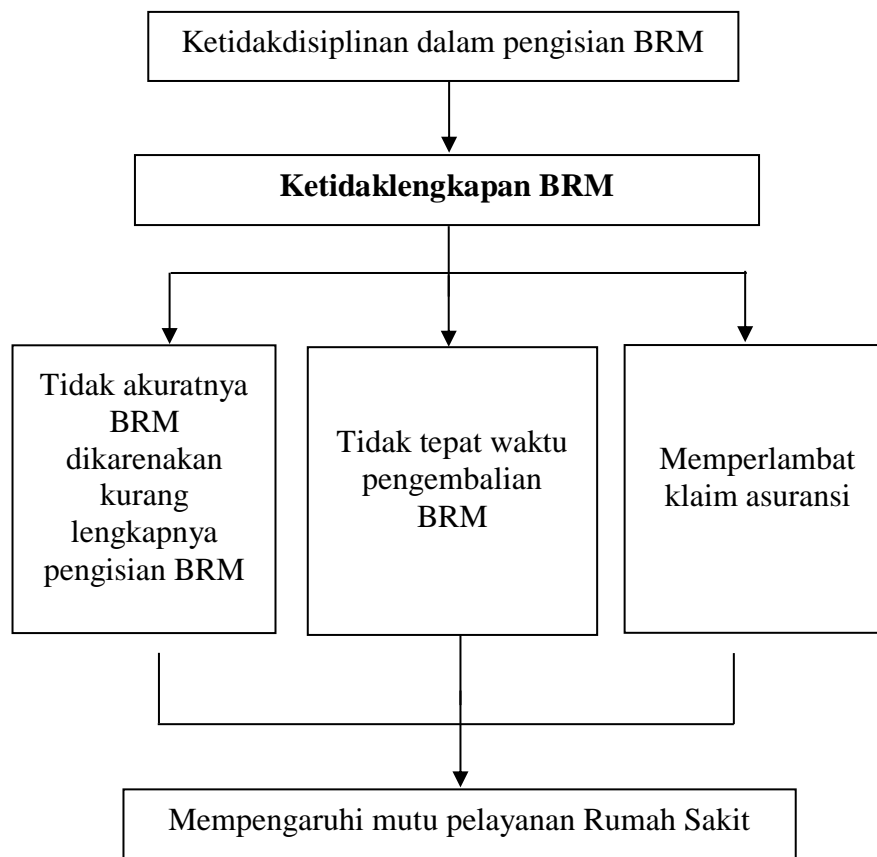 Ketidakdisiplinan dalam pengisian BRM
Ketidaklengkapan BRM
Tidak akuratnya
BRM
dikarenakan
kurang
lengkapnya
pengisian BRM
Tidak tepat waktu
pengembalian
BRM
Memperlambat
klaim asuransi
Mempengaruhi mutu pelayanan Rumah Sakit